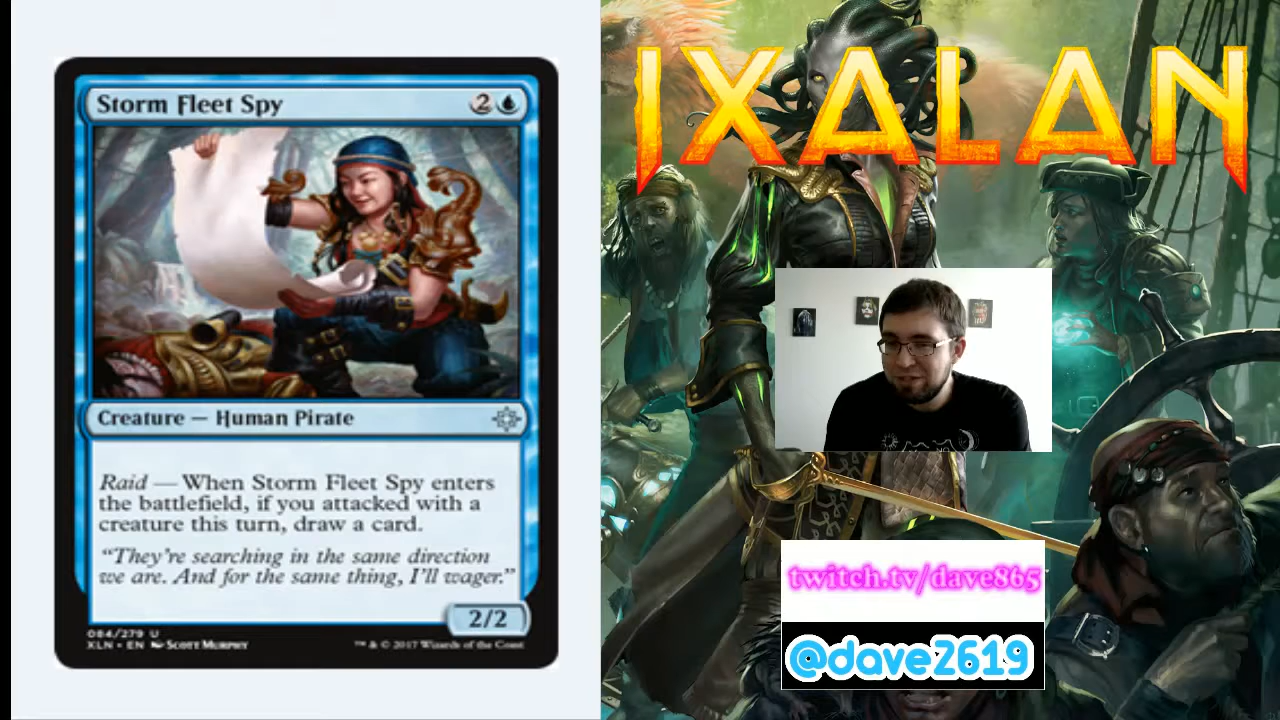 Storm Fleet Spy 2
Creature — Human Pirate
Raid — When Storm Fleet Spy enters
the battlefield, if you attacked with a
creature this turn, draw a card.
“They're searching in the same direction
we are. And for the same thing, I'll wager.”
2/2
084/279 U
XLN • EN Scott Murphy
™ & © 2017 Wizards of the Coast
IXALAN
twitch.tv/dave865
@dave2619